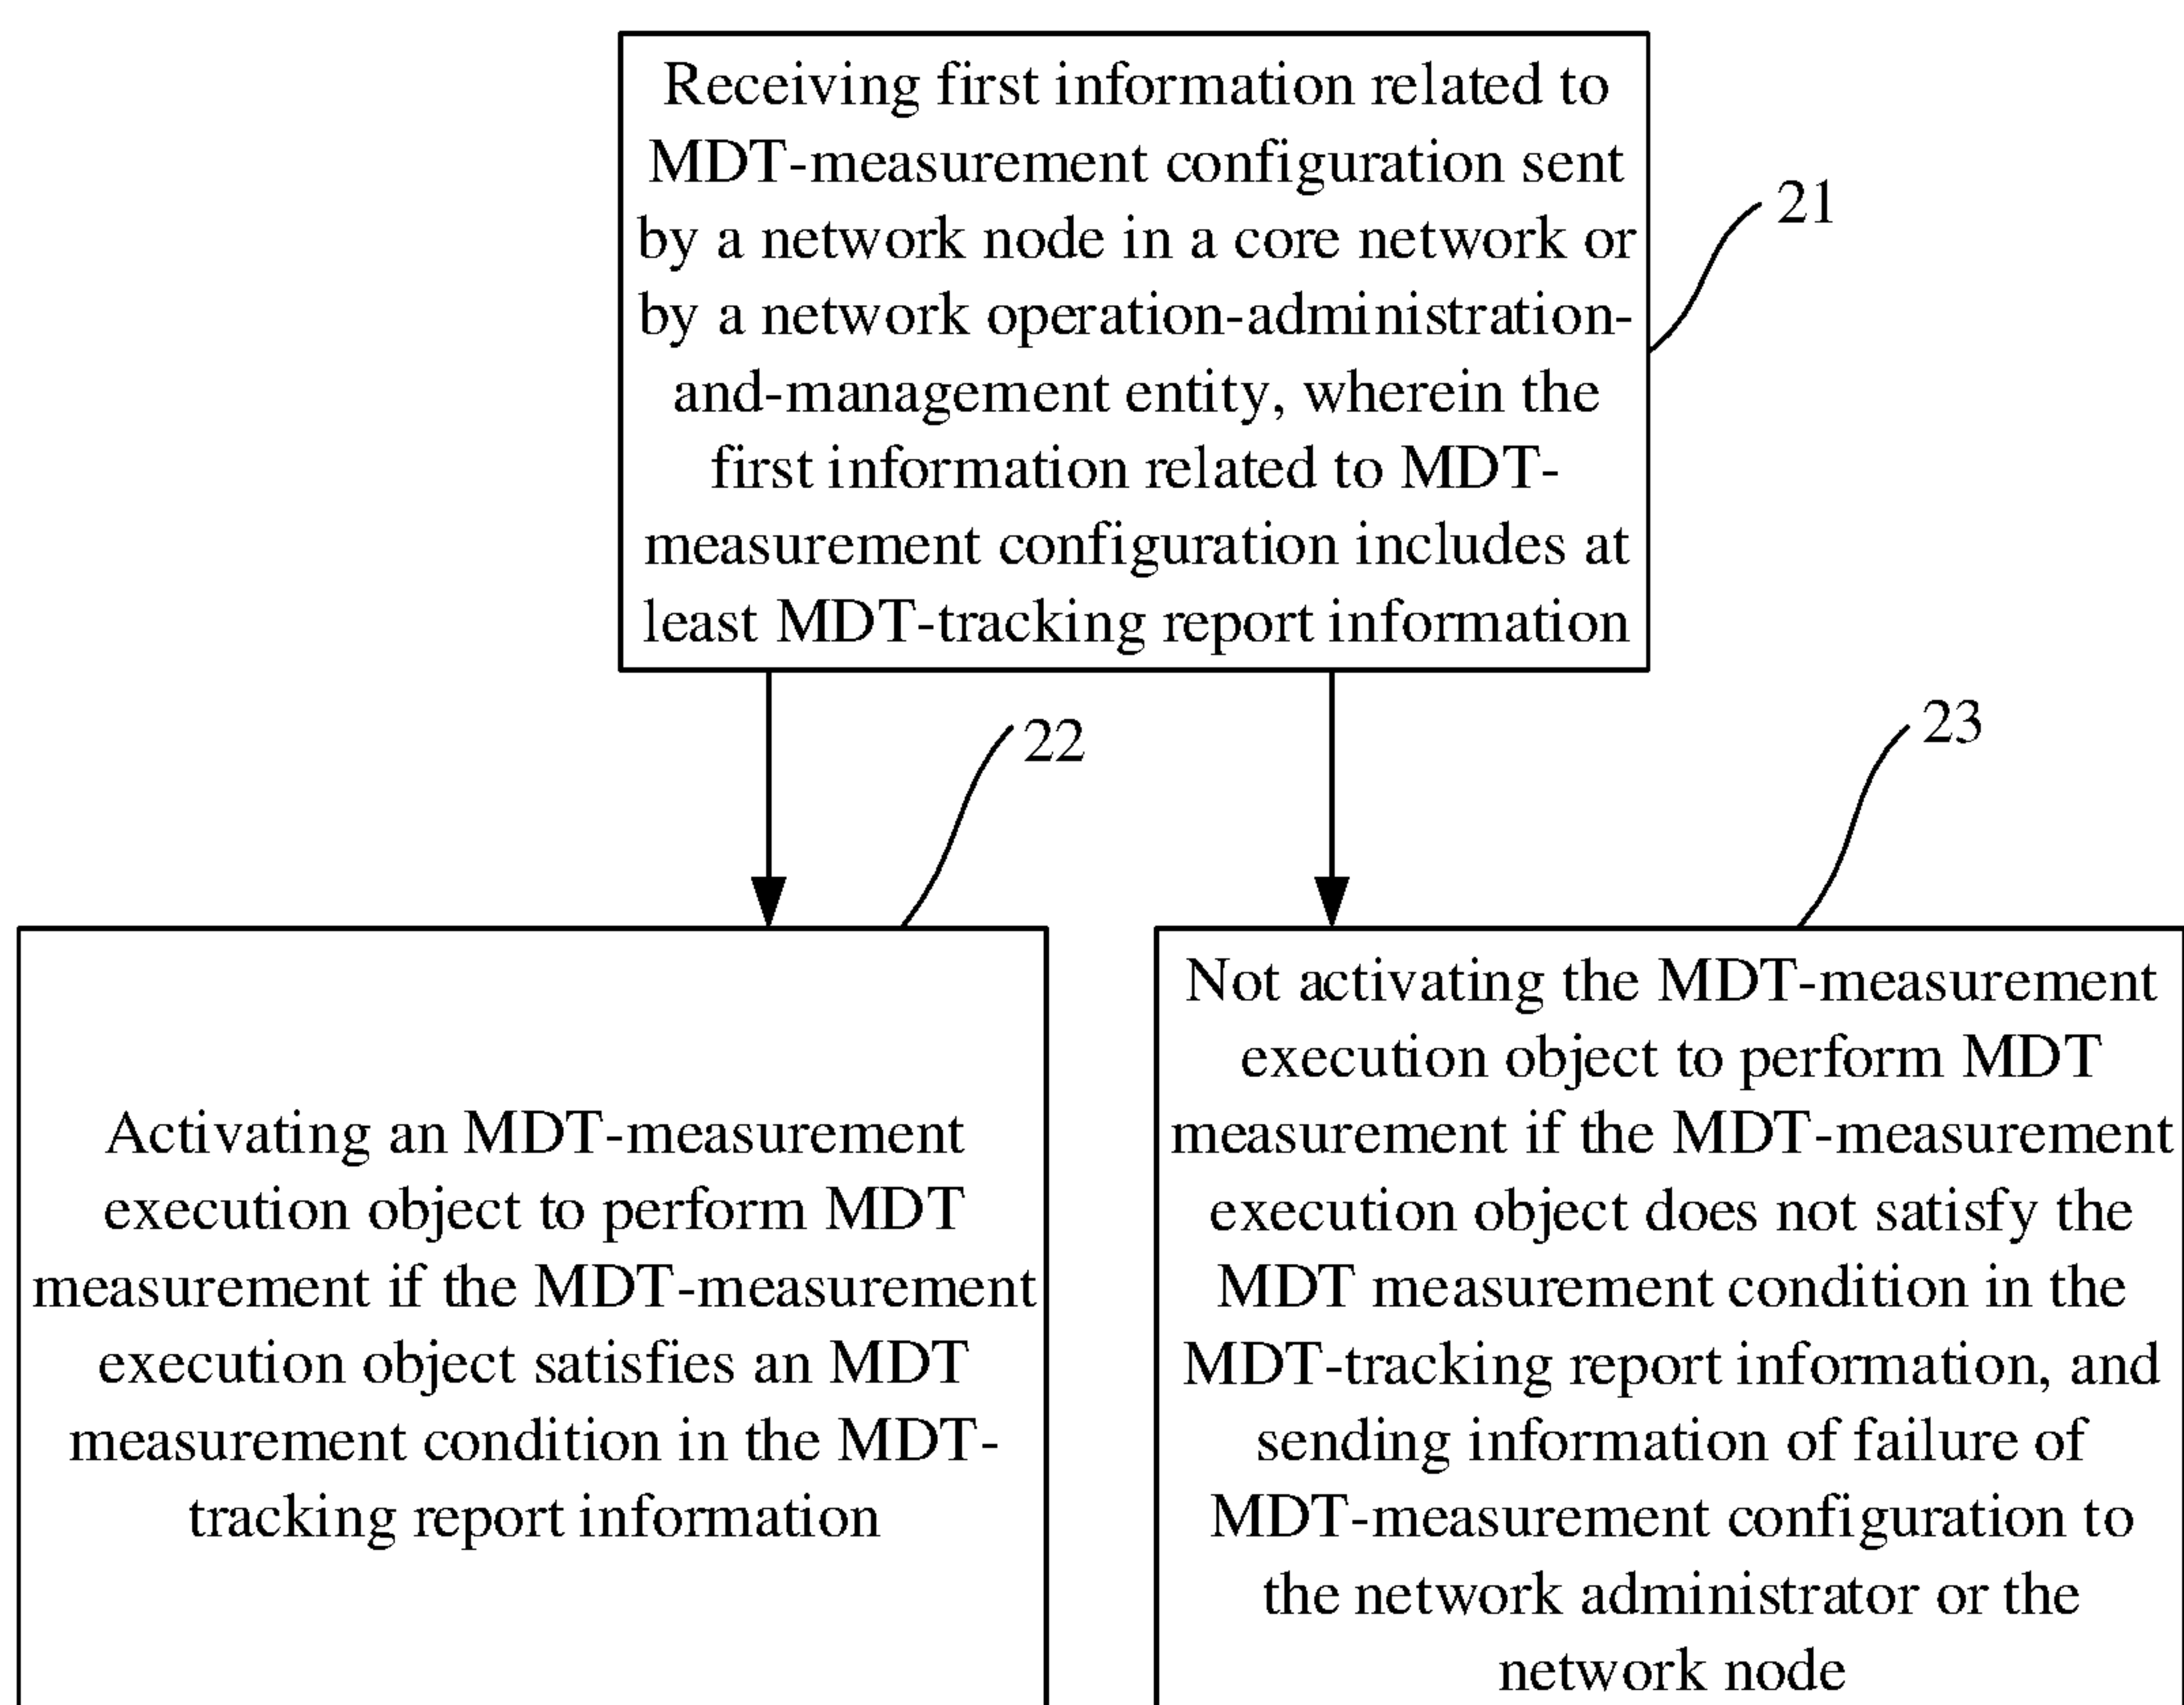 Receiving first information related to
MDT-measurement configuration sent
by a network node in a core network or
by a network operation-administration-
and-management entity, wherein the
first information related to MDT-
measurement configuration includes at
least MDT-tracking report information
21
22
23
Activating an MDT-measurement
execution object to perform MDT
measurement if the MDT-measurement
execution object satisfies an MDT
measurement condition in the MDT-
tracking report information
Not activating the MDT-measurement
execution object to perform MDT
measurement if the MDT-measurement
execution object does not satisfy the
MDT measurement condition in the
MDT-tracking report information, and
sending information of failure of
MDT-measurement configuration to
the network administrator or the
network node